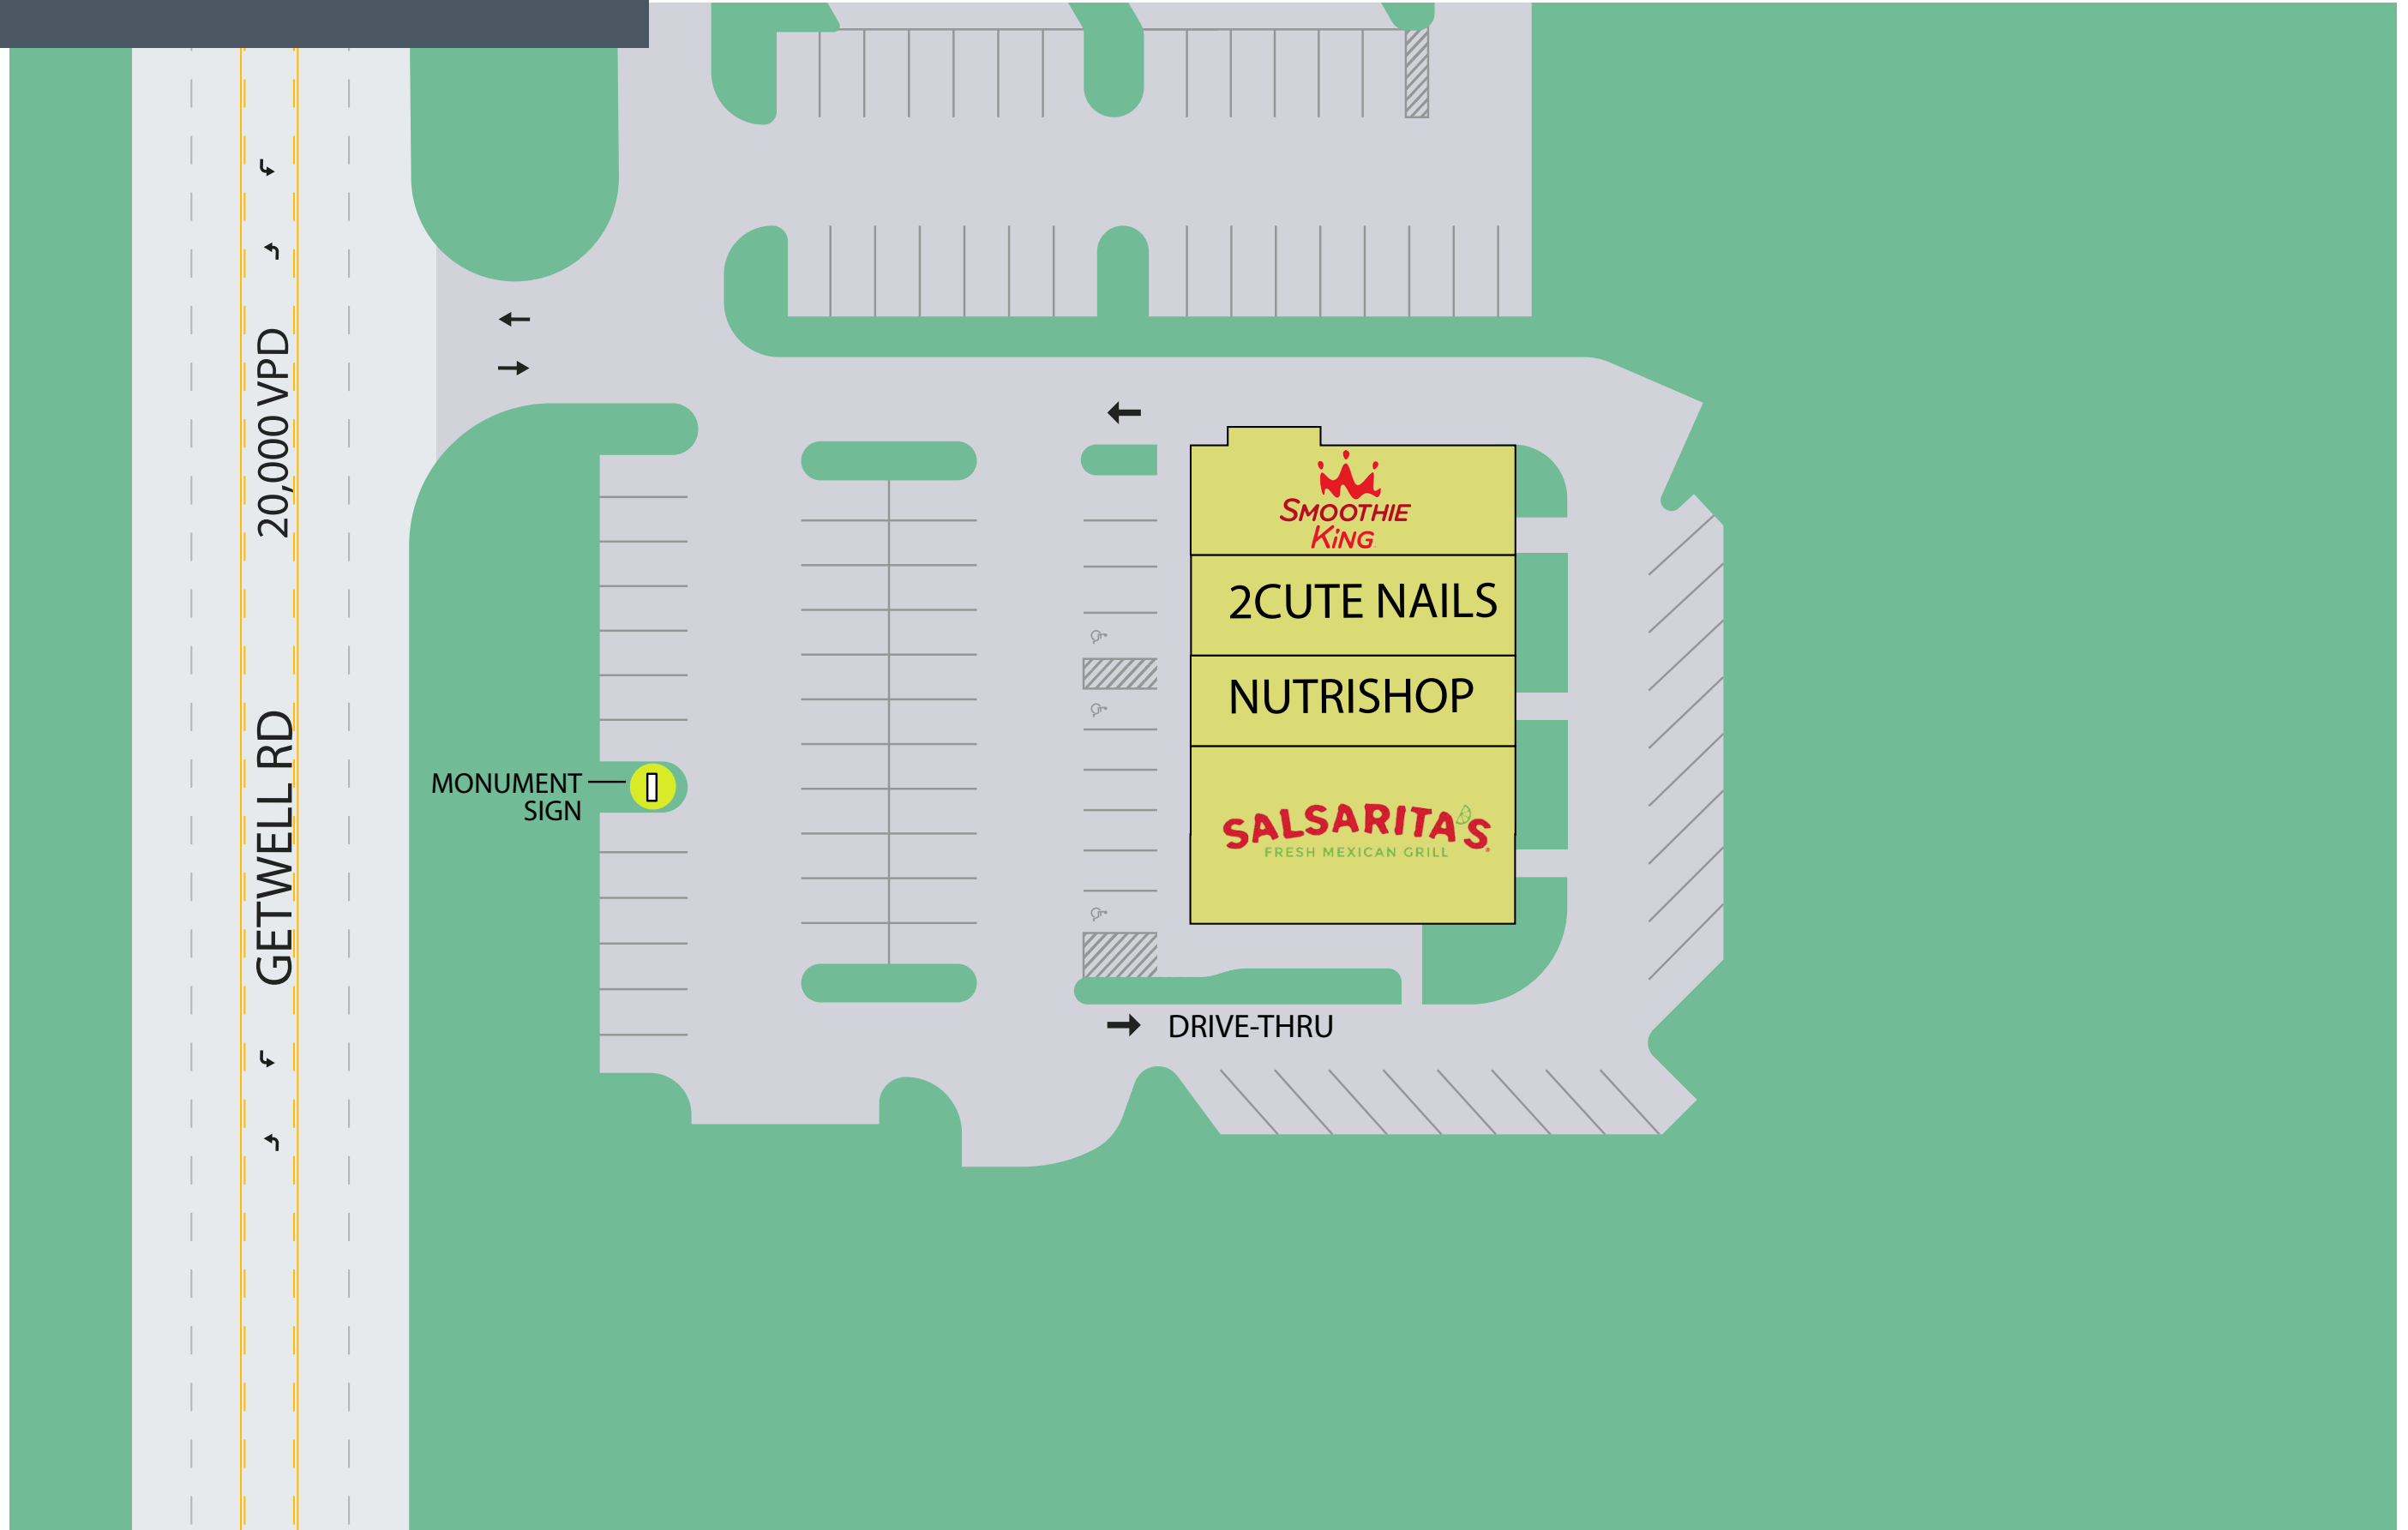 20,000 VPD
GETWELL RD
MONUMENT
SIGN
SMOOTHIE
KING
2CUTE NAILS
NUTRISHOP
SALSARITA'S
FRESH MEXICAN GRILL
DRIVE-THRU